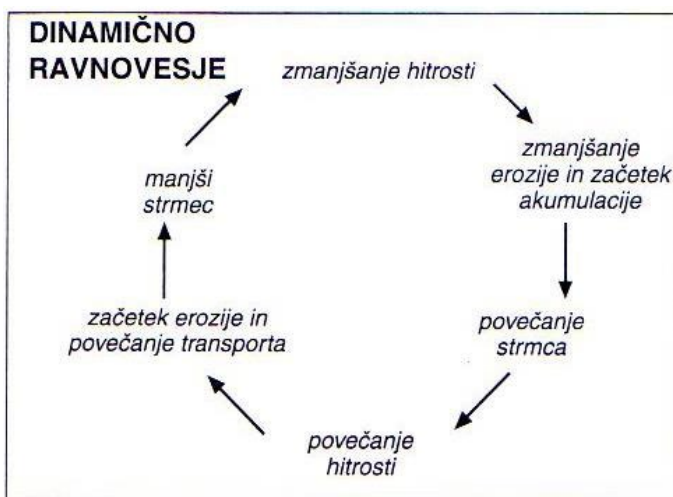 DINAMIČNO
RAVNOVESJE
zmanjšanje hitrosti
zmanjšanje
erozije in začetek
akumulacije
povečanje
strmca
povečanje
hitrosti
začetek erozije in
povečanje transporta
manjši
strmec